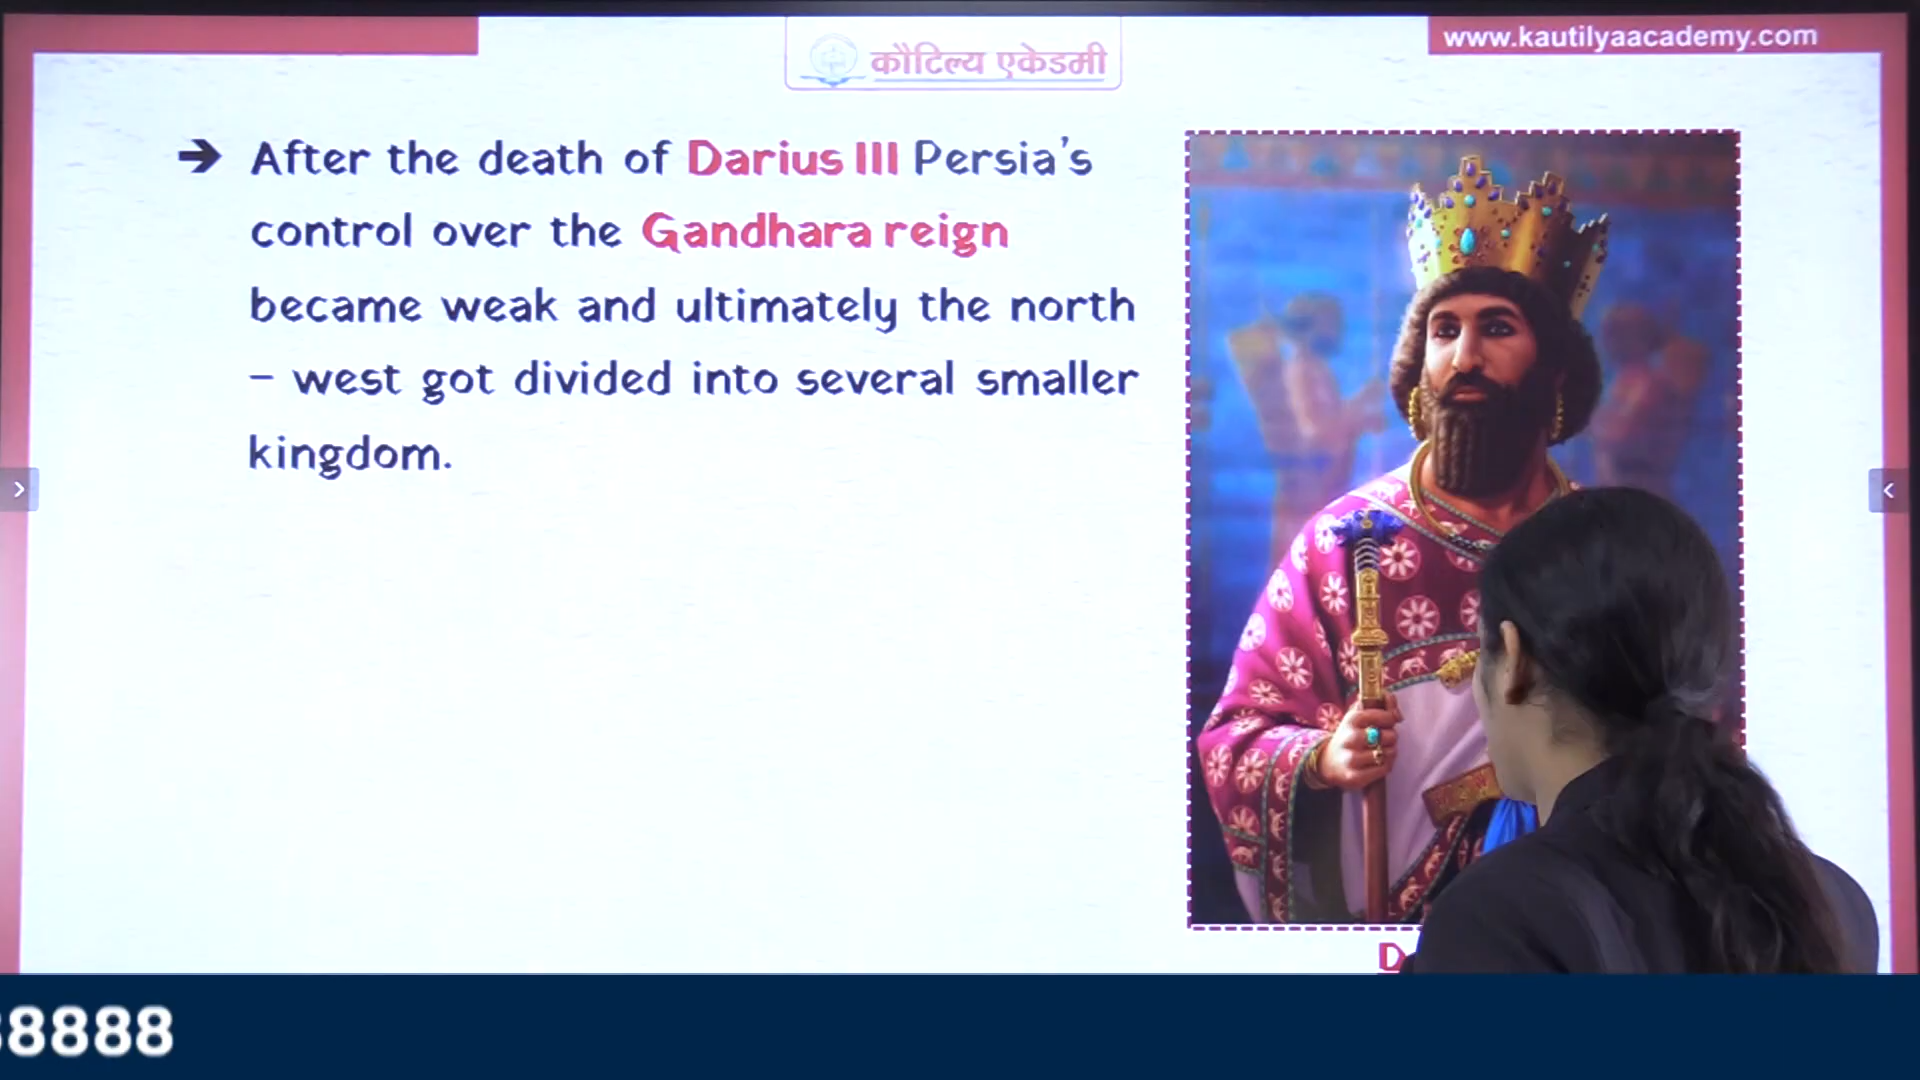 www.kautilyaacademy.com
कौटिल्य एकेडमी
➔ After the death of Darius III Persia's
control over the Gandhara reign
became weak and ultimately the north
– west got divided into several smaller
kingdom.
8888